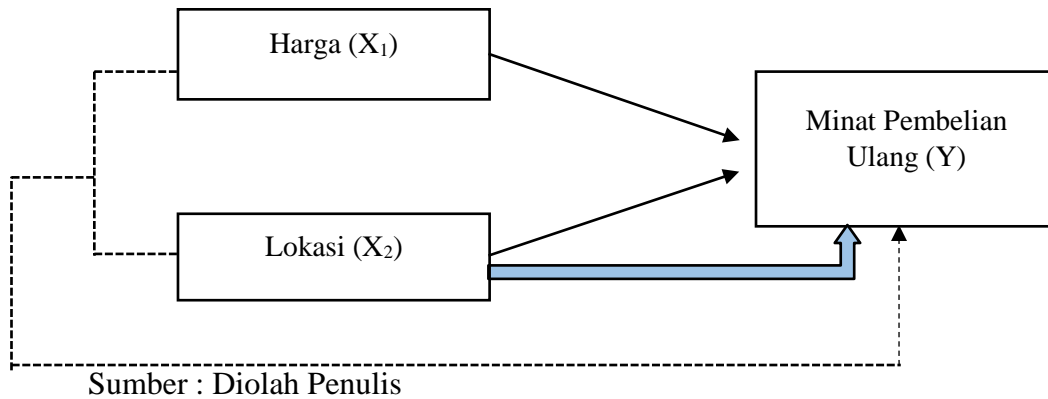 Harga (X₁)
Minat Pembelian
Ulang (Y)
Lokasi (X₂)
Sumber : Diolah Penulis